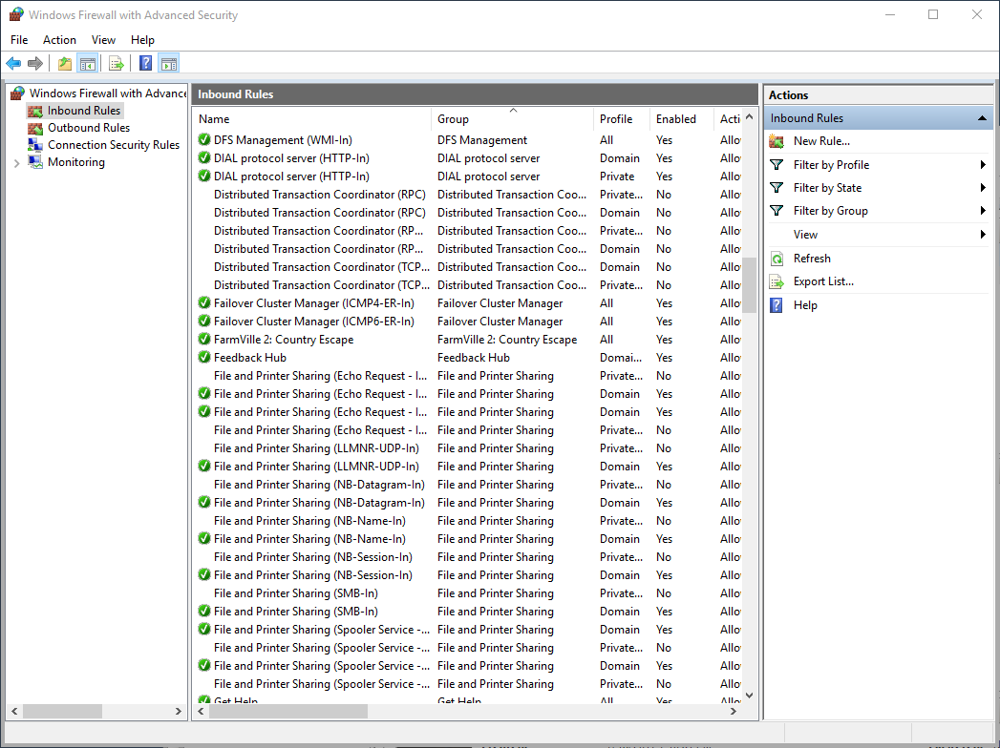 Windows Firewall with Advanced Security
File Action View Help
Windows Firewall with Advance
Inbound Rules
Outbound Rules
Connection Security Rules
Monitoring
Inbound Rules
Name Group Profile Enabled Acti
DFS Management (WMI-In) DFS Management All Yes Allo
DIAL protocol server (HTTP-In) DIAL protocol server Domain Yes Allo
DIAL protocol server (HTTP-In) DIAL protocol server Private Yes Allo
Distributed Transaction Coordinator (RPC) Distributed Transaction Coo... Private... No Allo
Distributed Transaction Coordinator (RPC) Distributed Transaction Coo... Domain No Allo
Distributed Transaction Coordinator (RP... Distributed Transaction Coo... Private... No Allo
Distributed Transaction Coordinator (RP... Distributed Transaction Coo... Domain No Allo
Distributed Transaction Coordinator (TCP... Distributed Transaction Coo... Domain No Allo
Distributed Transaction Coordinator (TCP... Distributed Transaction Coo... Private... No Allo
Failover Cluster Manager (ICMP4-ER-In) Failover Cluster Manager All Yes Allo
Failover Cluster Manager (ICMP6-ER-In) Failover Cluster Manager All Yes Allo
FarmVille 2: Country Escape FarmVille 2: Country Escape All Yes Allo
Feedback Hub Feedback Hub Domai... Yes Allo
File and Printer Sharing (Echo Request - I... File and Printer Sharing Private... No Allo
File and Printer Sharing (Echo Request - I... File and Printer Sharing Domain Yes Allo
File and Printer Sharing (Echo Request - I... File and Printer Sharing Domain Yes Allo
File and Printer Sharing (Echo Request - I... File and Printer Sharing Private... No Allo
File and Printer Sharing (LLMNR-UDP-In) File and Printer Sharing Private... No Allo
File and Printer Sharing (LLMNR-UDP-In) File and Printer Sharing Domain Yes Allo
File and Printer Sharing (NB-Datagram-In) File and Printer Sharing Private... No Allo
File and Printer Sharing (NB-Datagram-In) File and Printer Sharing Domain Yes Allo
File and Printer Sharing (NB-Name-In) File and Printer Sharing Private... No Allo
File and Printer Sharing (NB-Name-In) File and Printer Sharing Domain Yes Allo
File and Printer Sharing (NB-Session-In) File and Printer Sharing Private... No Allo
File and Printer Sharing (NB-Session-In) File and Printer Sharing Domain Yes Allo
File and Printer Sharing (SMB-In) File and Printer Sharing Private... No Allo
File and Printer Sharing (SMB-In) File and Printer Sharing Domain Yes Allo
File and Printer Sharing (Spooler Service -... File and Printer Sharing Domain Yes Allo
File and Printer Sharing (Spooler Service -... File and Printer Sharing Private... No Allo
File and Printer Sharing (Spooler Service -... File and Printer Sharing Domain Yes Allo
File and Printer Sharing (Spooler Service -... File and Printer Sharing Private... No Allo
Get Help Get Help All Yes Allo
Actions
Inbound Rules
New Rule...
Filter by Profile
Filter by State
Filter by Group
View
Refresh
Export List...
Help